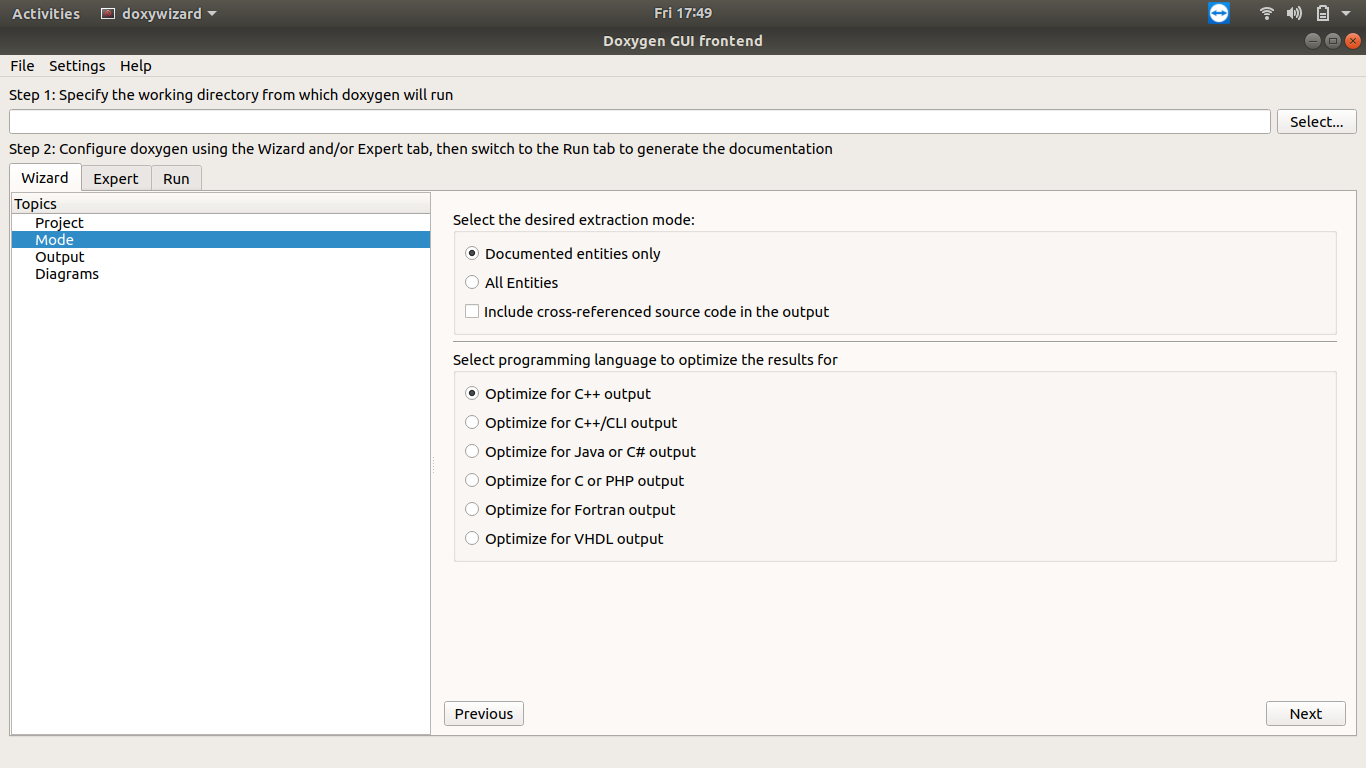 Activities doxywizard Fri 17:49
Doxygen GUI frontend
File Settings Help
Step 1: Specify the working directory from which doxygen will run
Select...
Step 2: Configure doxygen using the Wizard and/or Expert tab, then switch to the Run tab to generate the documentation
Wizard Expert Run
Topics
Project
Mode
Output
Diagrams
Select the desired extraction mode:
Documented entities only
All Entities
Include cross-referenced source code in the output
Select programming language to optimize the results for
Optimize for C++ output
Optimize for C++/CLI output
Optimize for Java or C# output
Optimize for C or PHP output
Optimize for Fortran output
Optimize for VHDL output
Previous Next